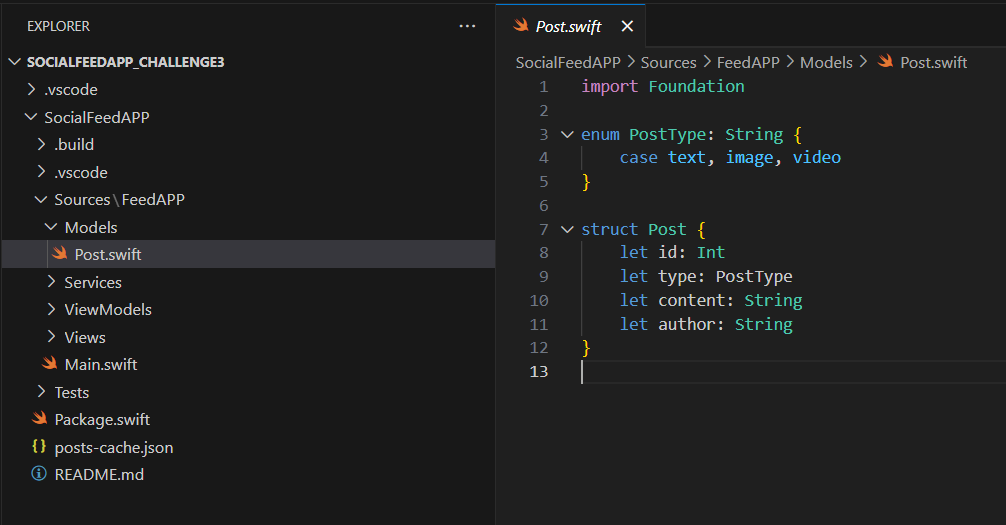 EXPLORER
SOCIALFEEDAPP_CHALLENGE3
.vscode
SocialFeedAPP
.build
.vscode
Sources\FeedAPP
Models
Post.swift
Services
ViewModels
Views
Main.swift
Tests
Package.swift
{} posts-cache.json
README.md
Post.swift
SocialFeedAPP > Sources > FeedAPP > Models > Post.swift
1 import Foundation
2
3 enum PostType: String {
4     case text, image, video
5 }
6
7 struct Post {
8     let id: Int
9     let type: PostType
10     let content: String
11     let author: String
12 }
13